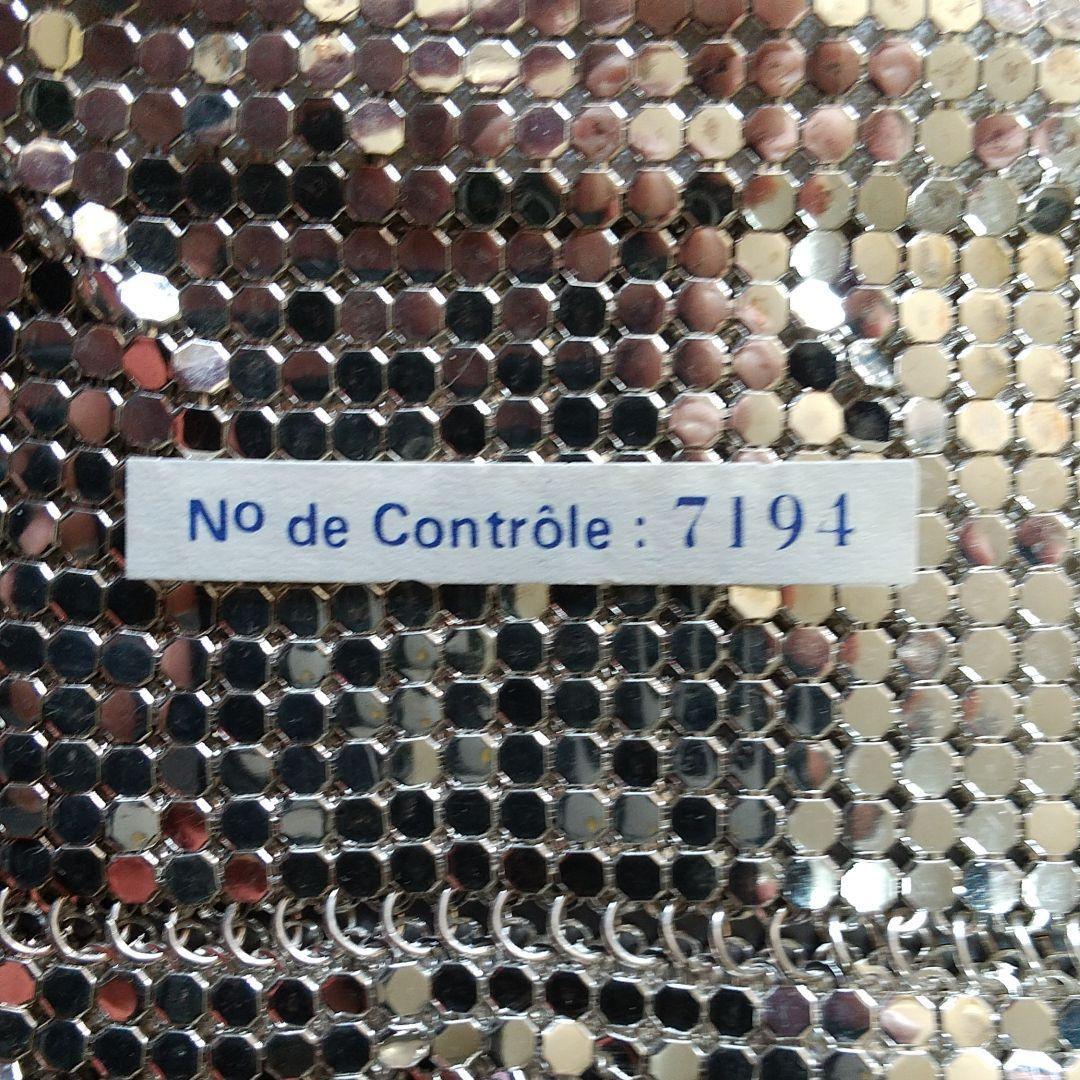 No de Contrôle : 7194